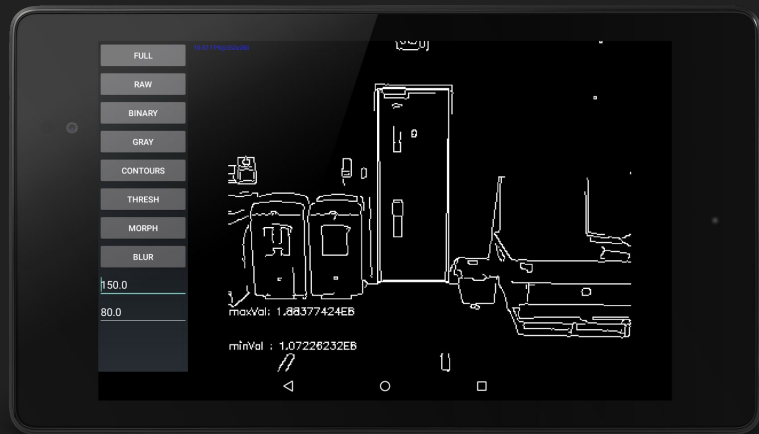 FULL
RAW
BINARY
GRAY
CONTOURS
THRESH
MORPH
BLUR
150.0
80.0
maxVal: 1.88377424E8
minVal : 1.07226232E8